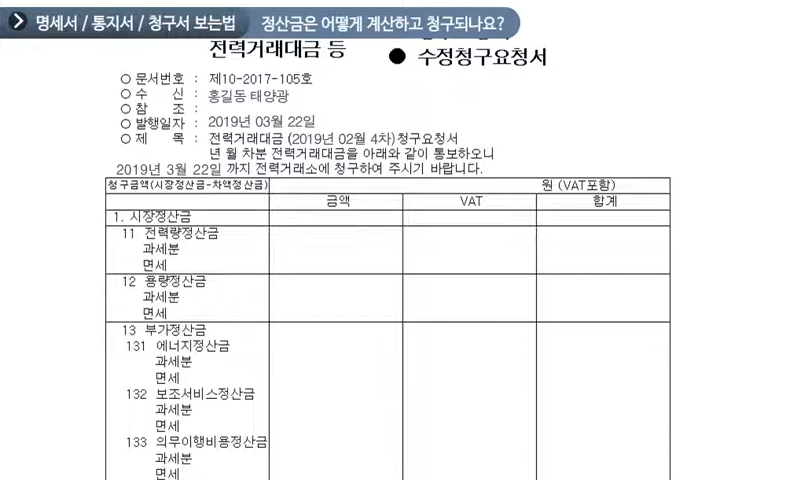 명세서 / 통지서 / 청구서 보는법 정산금은 어떻게 계산하고 청구되나요?
전력거래대금 등 ● 수정청구요청서
○ 문서번호 : 제10-2017-105호
○ 수 신 : 홍길동 태양광
○ 참 조 :
○ 발행일자 : 2019년 03월 22일
○ 제 목 : 전력거래대금 (2019년 02월 4차)청구요청서
년 월 차분 전력거래대금을 아래와 같이 통보하오니
2019년 3월 22일 까지 전력거래소에 청구하여 주시기 바랍니다.
청구금액(시장정산금-차액정산금) 원 (VAT포함)
금액 VAT 합계
1. 시장정산금
11 전력량정산금
과세분
면세
12 용량정산금
과세분
면세
13 부가정산금
131 에너지정산금
과세분
면세
132 보조서비스정산금
과세분
면세
133 의무이행비용정산금
과세분
면세